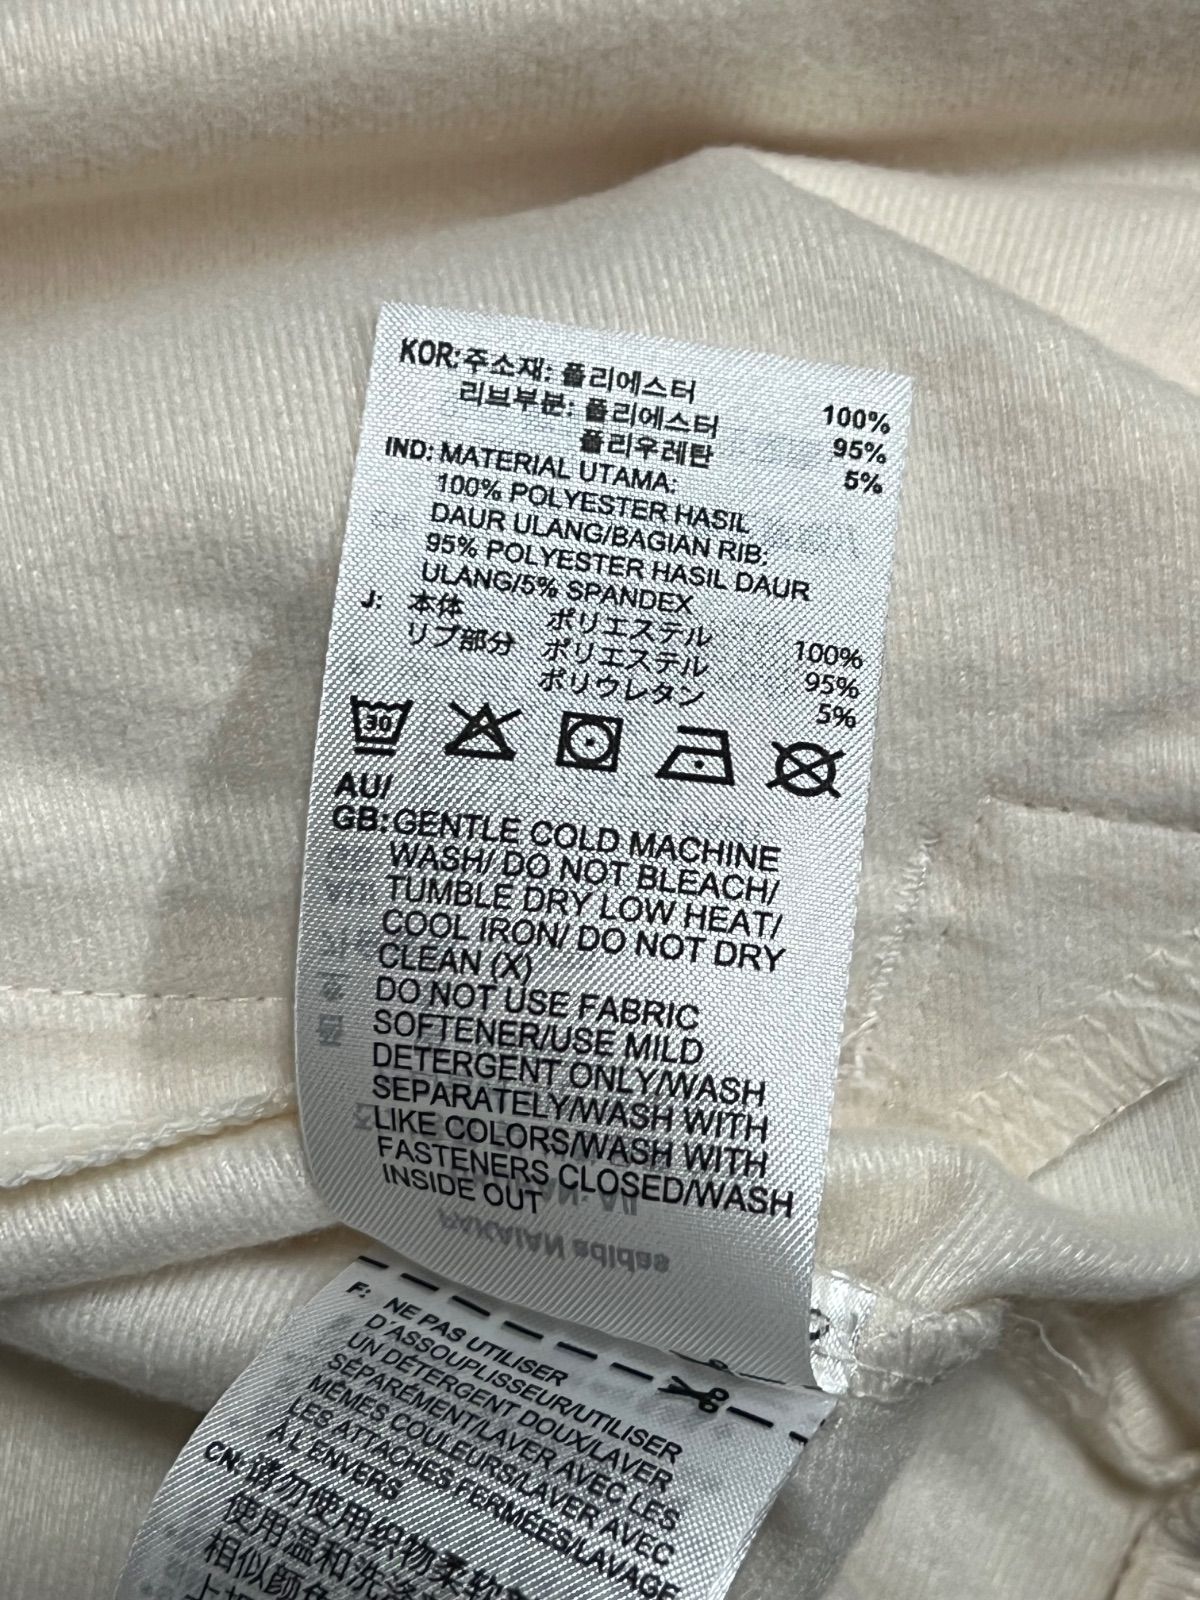 KOR: 주소재: 폴리에스터 100%
리브부분: 폴리에스터 95%
폴리우레탄 5%
IND: MATERIAL UTAMA:
100% POLYESTER HASIL
DAUR ULANG/BAGIAN RIB:
95% POLYESTER HASIL DAUR
ULANG/5% SPANDEX
J: 本体 ポリエステル 100%
リブ部分 ポリエステル 95%
ポリウレタン 5%
30
AU/
GB: GENTLE COLD MACHINE
WASH/ DO NOT BLEACH/
TUMBLE DRY LOW HEAT/
COOL IRON/ DO NOT DRY
CLEAN (X)
DO NOT USE FABRIC
SOFTENER/USE MILD
DETERGENT ONLY/WASH
SEPARATELY/WASH WITH
LIKE COLORS/WASH WITH
FASTENERS CLOSED/WASH
INSIDE OUT
PAKAIAN adidas
F: NE PAS UTILISER
D'ASSOUPLISSEUR/UTILISER
UN DÉTERGENT DOUX/LAVER
SÉPARÉMENT/LAVER AVEC LES
MÊMES COULEURS/LAVER AVEC
LES ATTACHES FERMÉES/LAVAGE
À L'ENVERS
CN: 请勿使用织物柔软
使用温和洗涤
相似颜色